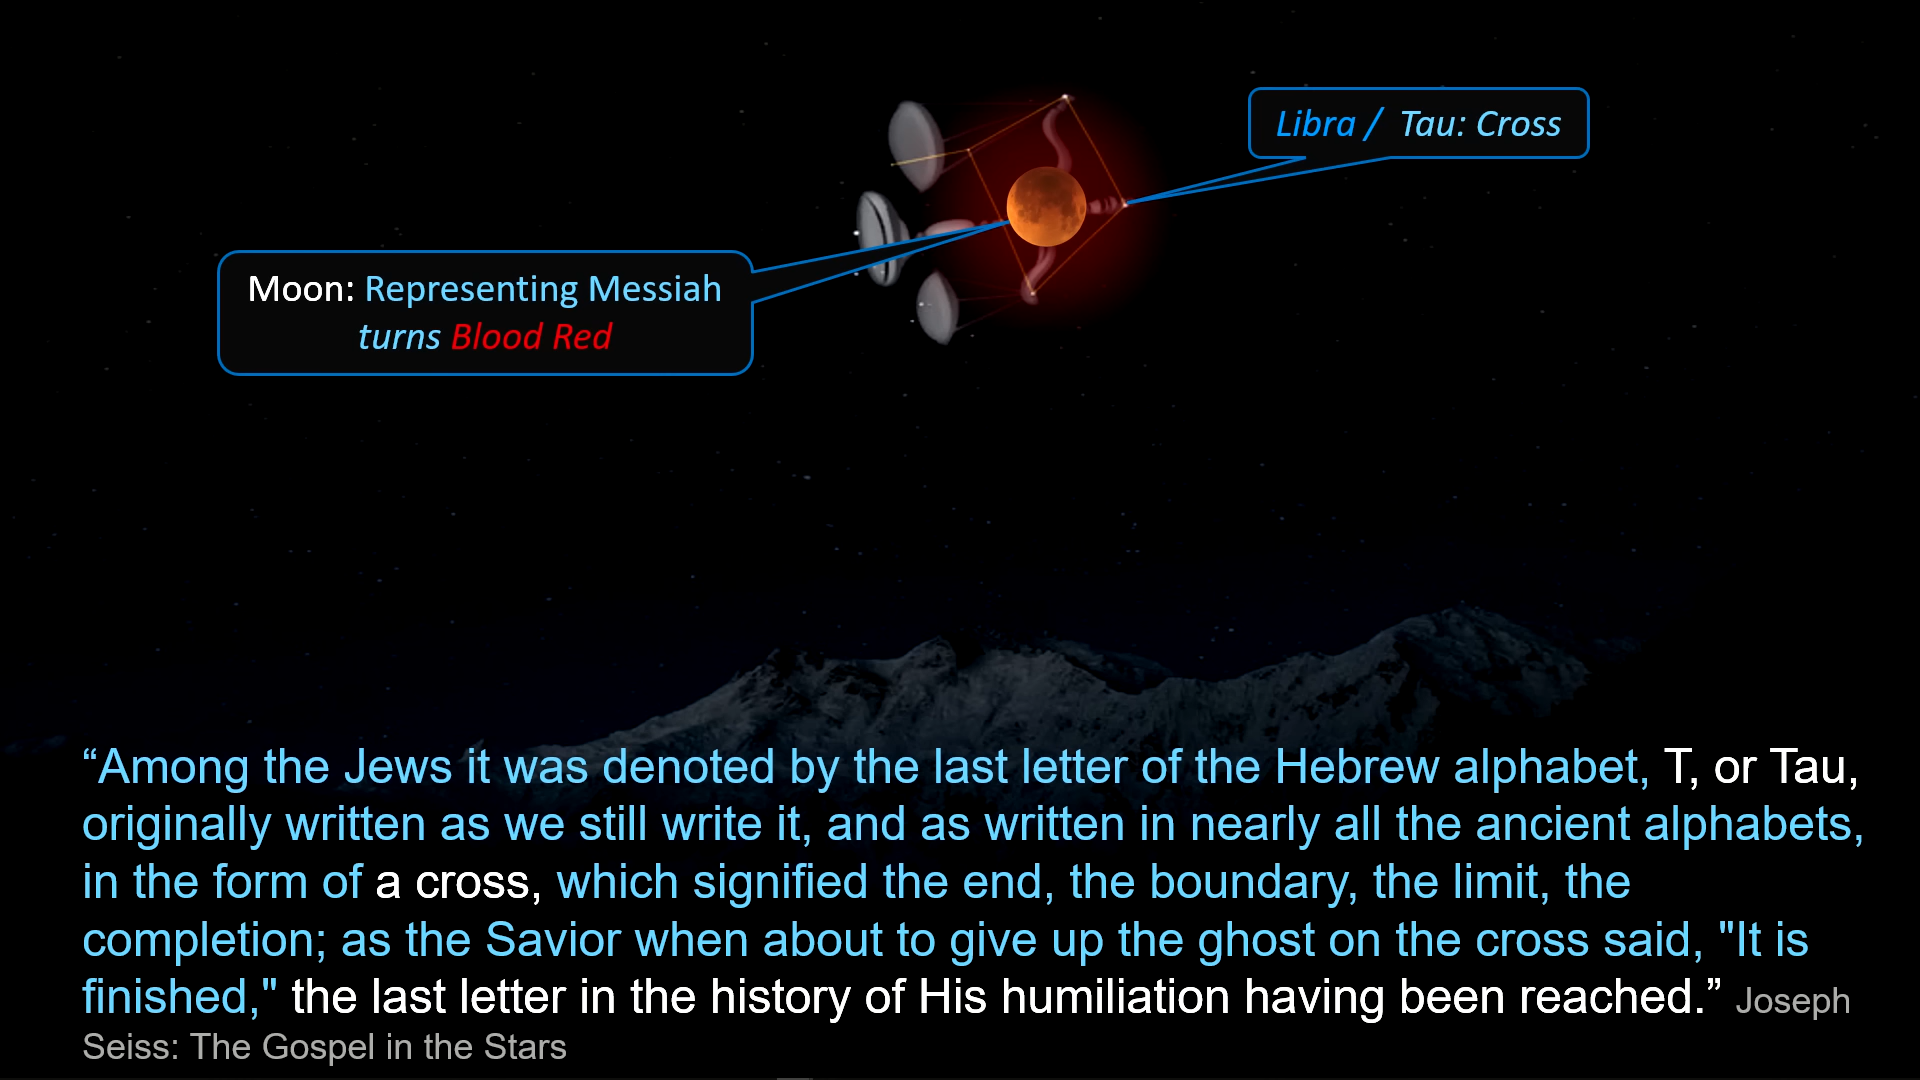 Libra / Tau: Cross
Moon: Representing Messiah
turns Blood Red
“Among the Jews it was denoted by the last letter of the Hebrew alphabet, T, or Tau,
originally written as we still write it, and as written in nearly all the ancient alphabets,
in the form of a cross, which signified the end, the boundary, the limit, the
completion; as the Savior when about to give up the ghost on the cross said, "It is
finished," the last letter in the history of His humiliation having been reached.” Joseph
Seiss: The Gospel in the Stars